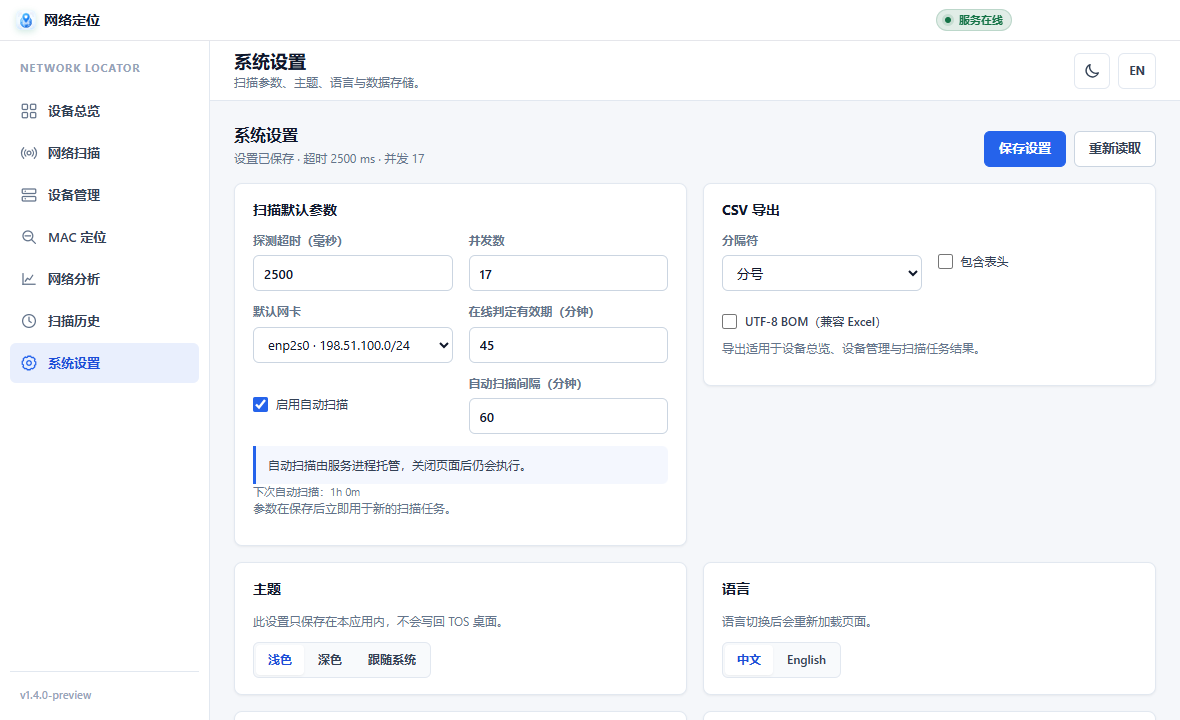 网络定位
服务在线
NETWORK LOCATOR
设备总览
网络扫描
设备管理
MAC 定位
网络分析
扫描历史
系统设置
v1.4.0-preview
系统设置
扫描参数、主题、语言与数据存储。
EN
系统设置
设置已保存 · 超时 2500 ms · 并发 17
保存设置
重新读取
扫描默认参数
探测超时（毫秒）
并发数
2500
17
默认网卡
在线判定有效期（分钟）
enp2s0 · 198.51.100.0/24
45
启用自动扫描
自动扫描间隔（分钟）
60
自动扫描由服务进程托管，关闭页面后仍会执行。
下次自动扫描：1h 0m
参数在保存后立即用于新的扫描任务。
CSV 导出
分隔符
分号
包含表头
UTF-8 BOM（兼容 Excel）
导出适用于设备总览、设备管理与扫描任务结果。
主题
此设置只保存在本应用内，不会写回 TOS 桌面。
浅色
深色
跟随系统
语言
语言切换后会重新加载页面。
中文
English